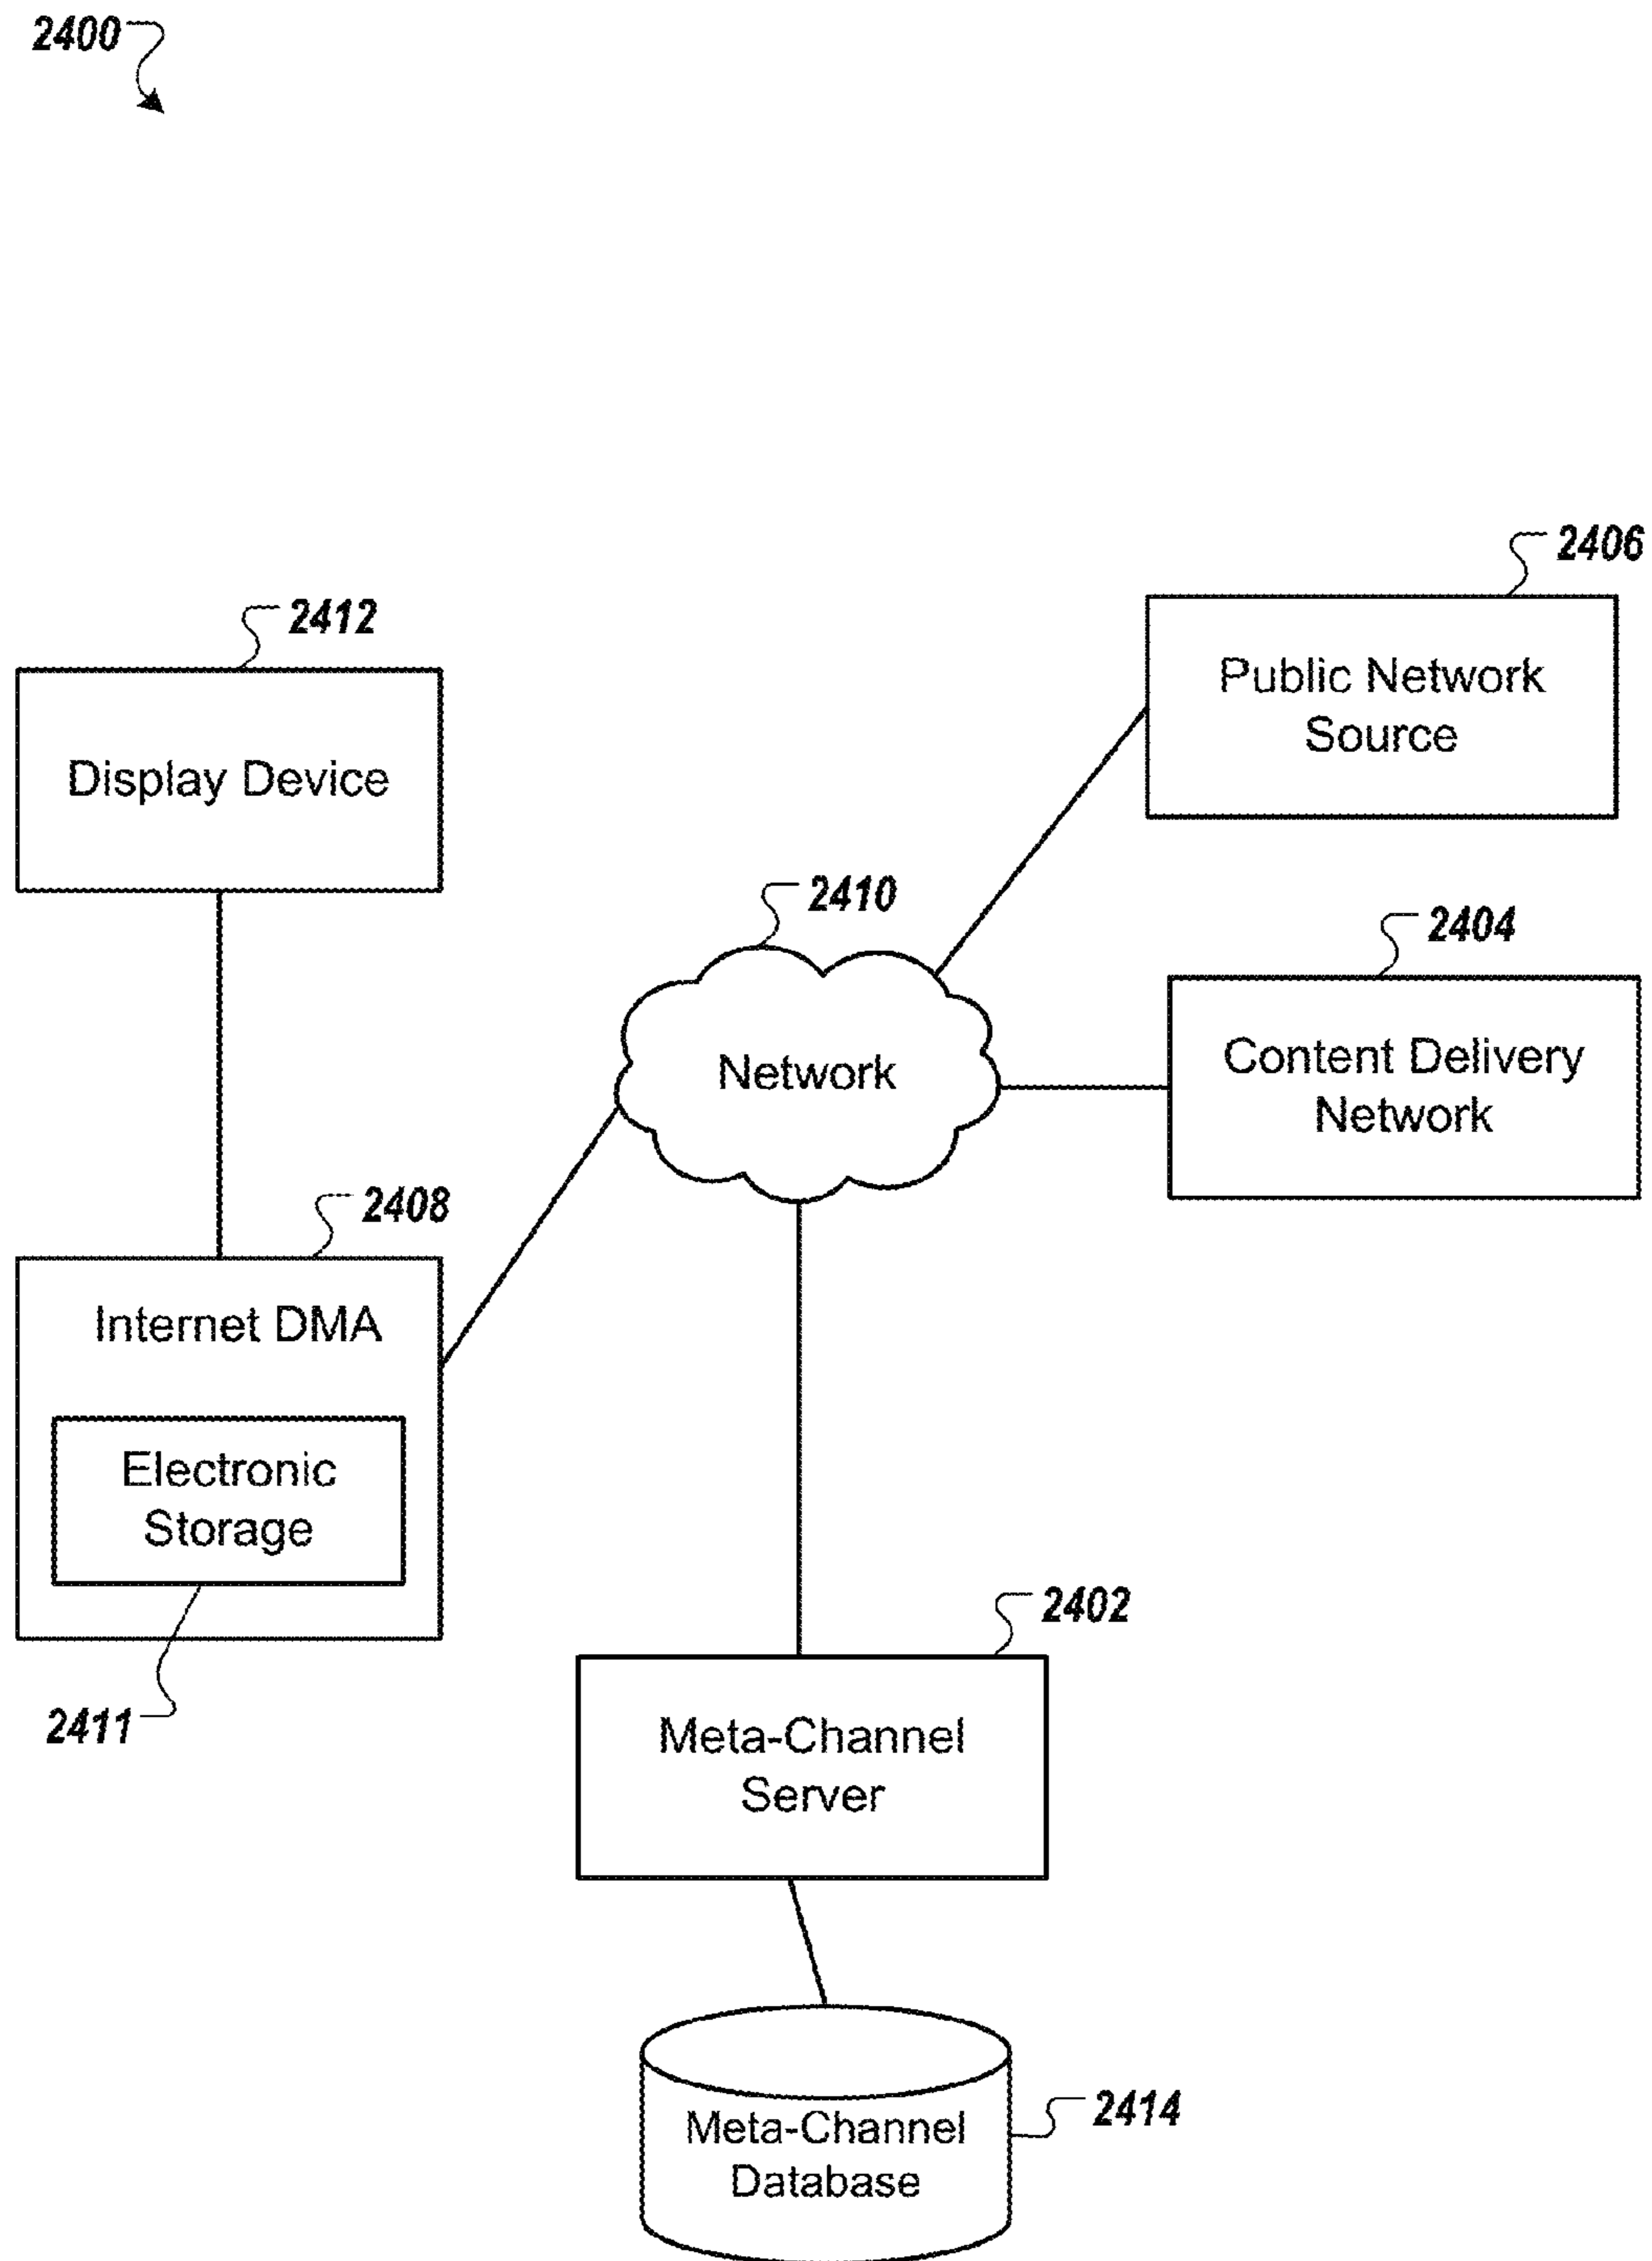 2400
2406
Public Network
Source
2412
Display Device
2410
Network
2404
Content Delivery
Network
2408
Internet DMA
Electronic
Storage
2411
2402
Meta-Channel
Server
2414
Meta-Channel
Database